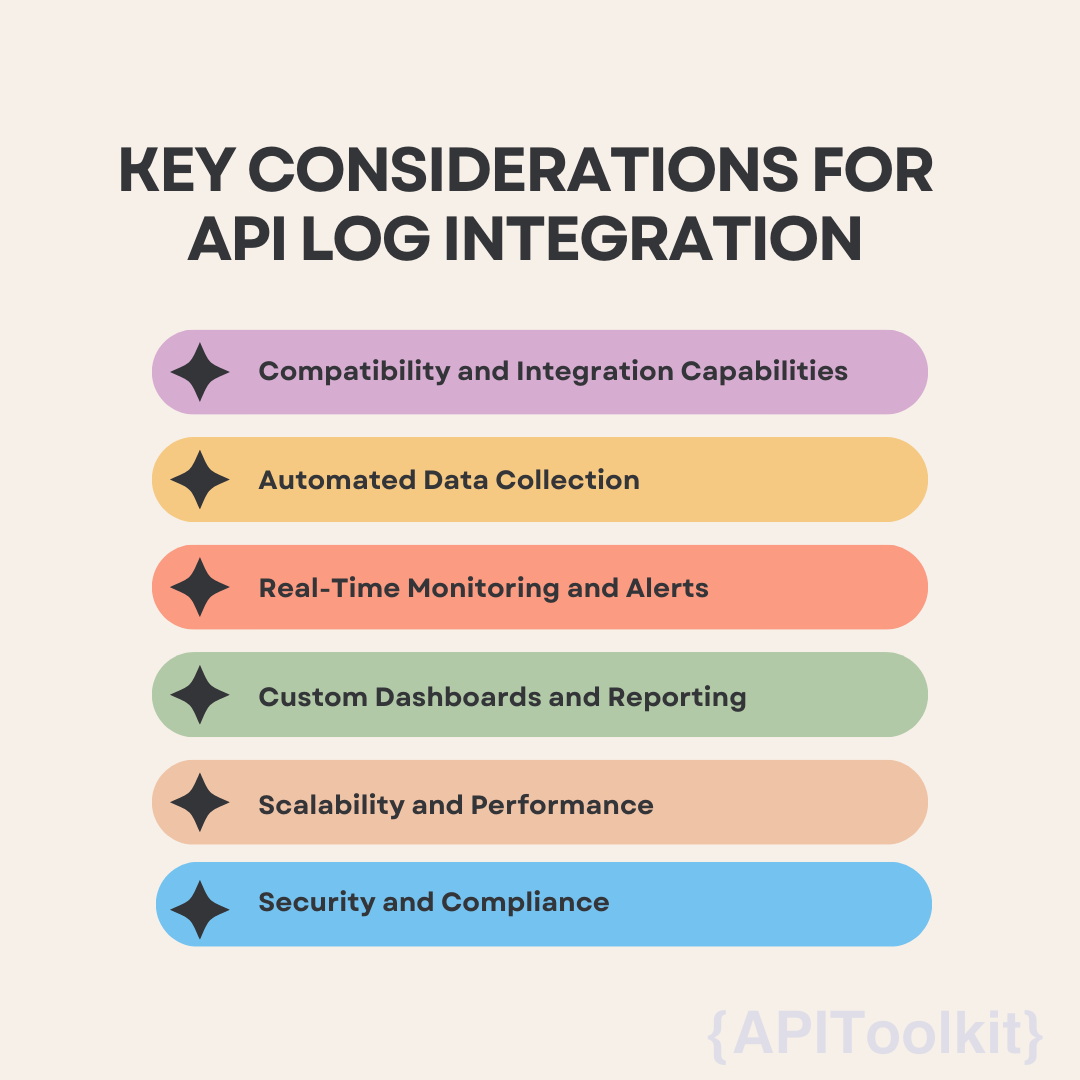 KEY CONSIDERATIONS FOR
API LOG INTEGRATION
Compatibility and Integration Capabilities
Automated Data Collection
Real-Time Monitoring and Alerts
Custom Dashboards and Reporting
Scalability and Performance
Security and Compliance
{APIToolkit}